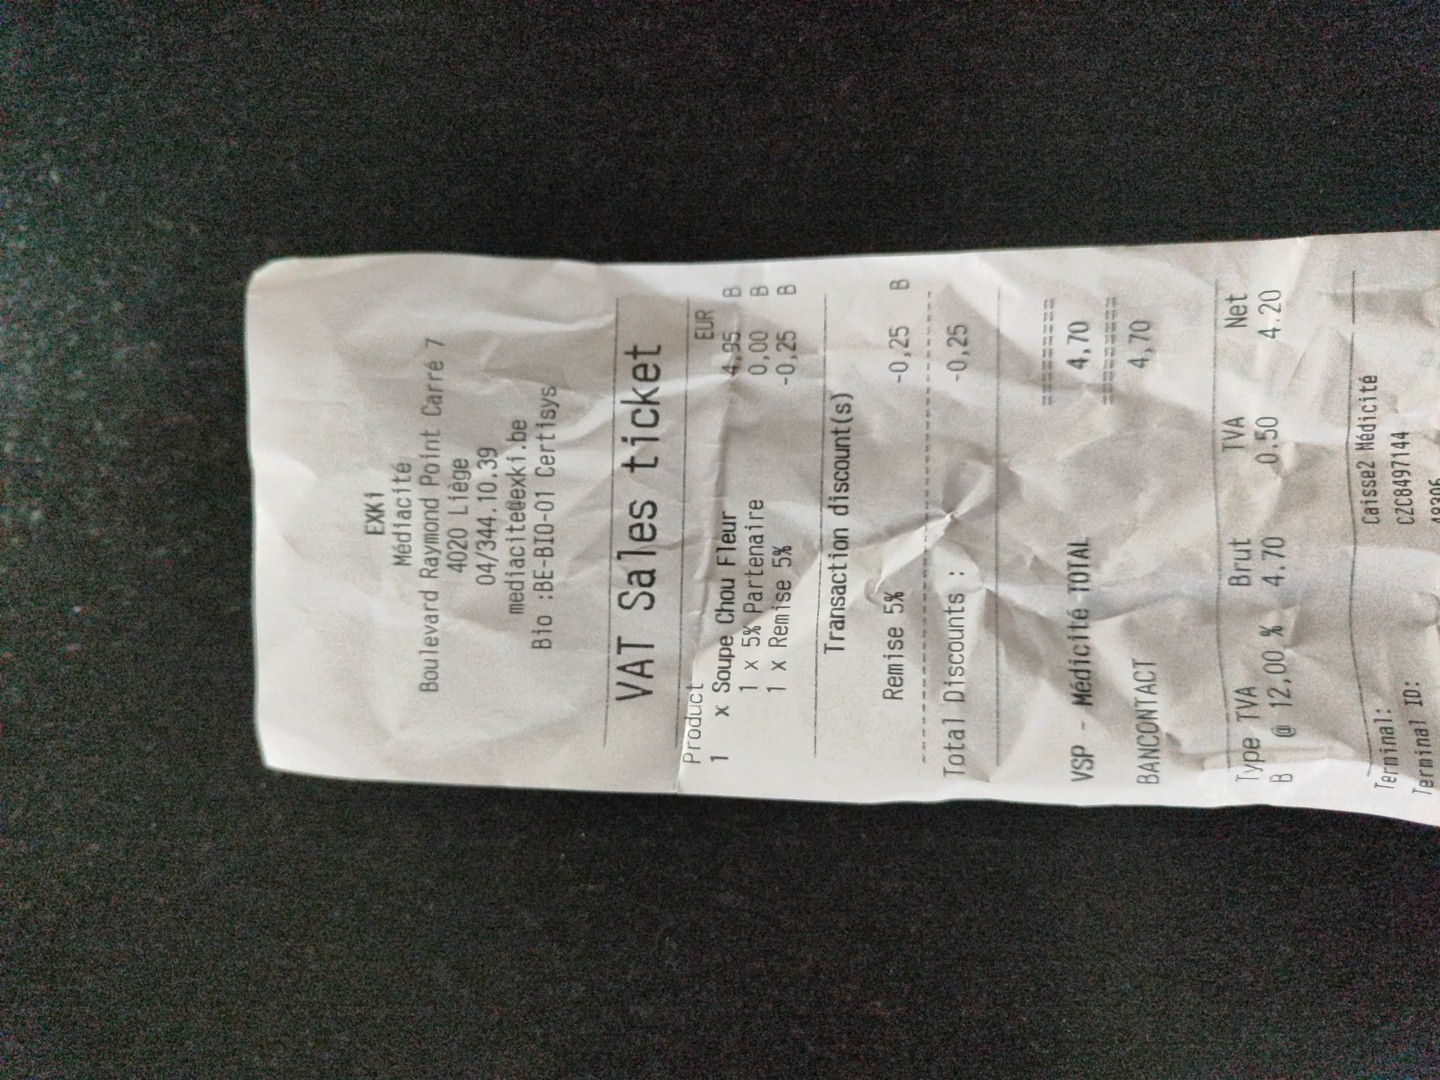 EXKi
Médiacité
Boulevard Raymond Point Carré 7
4020 Liège
04/344.10.39
mediacite@exki.be
Bio :BE-BIO-01 Certisys
VAT Sales ticket
Product EUR
1 x Soupe Chou Fleur 4,95 B
1 x 5% Partenaire 0,00 B
1 x Remise 5% -0,25 B
Transaction discount(s)
Remise 5% -0,25 B
Total Discounts : -0,25
==========
VSP - Médicité TOTAL 4,70
==========
BANCONTACT 4,70
Type TVA Brut TVA Net
B @ 12,00 % 4.70 0.50 4.20
Terminal: Caisse2 Médicité
Terminal ID: CZC8497144